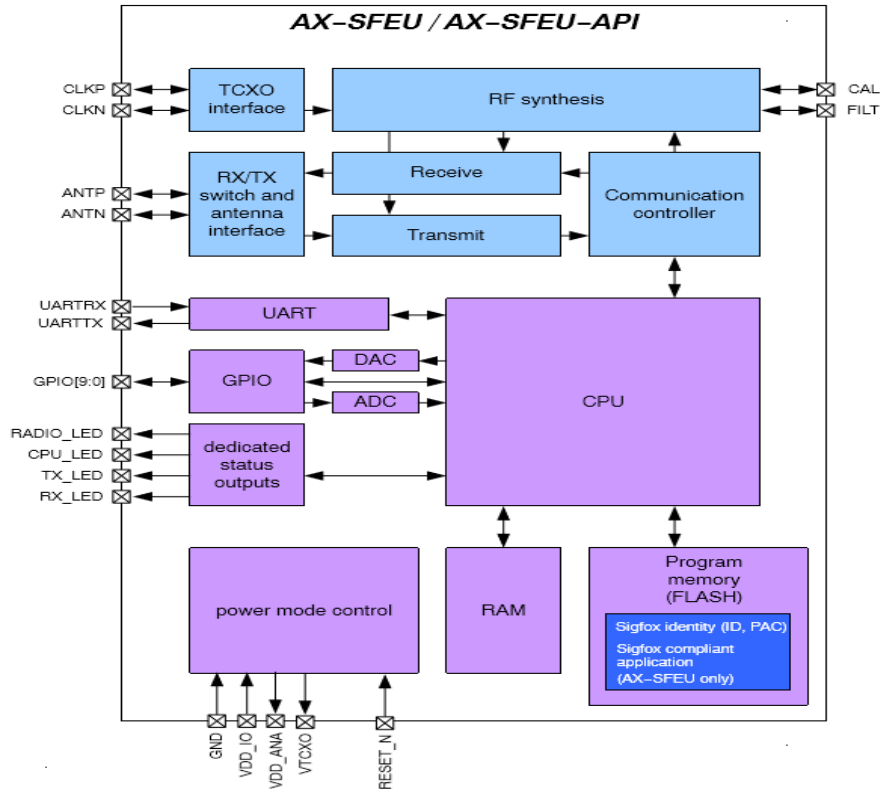 AX-SFEU / AX-SFEU-API
CLKP
CLKN
TCXO
interface
RF synthesis
CAL
FILT
ANTP
ANTN
RX/TX
switch and
antenna
interface
Receive
Transmit
Communication
controller
UARTRX
UARTTX
UART
GPIO[9:0]
GPIO
DAC
ADC
CPU
RADIO_LED
CPU_LED
TX_LED
RX_LED
dedicated
status
outputs
power mode control
RAM
Program
memory
(FLASH)
Sigfox identity (ID, PAC)
Sigfox compliant
application
(AX-SFEU only)
GND
VDD_IO
VDD_ANA
VTCXO
RESET_N